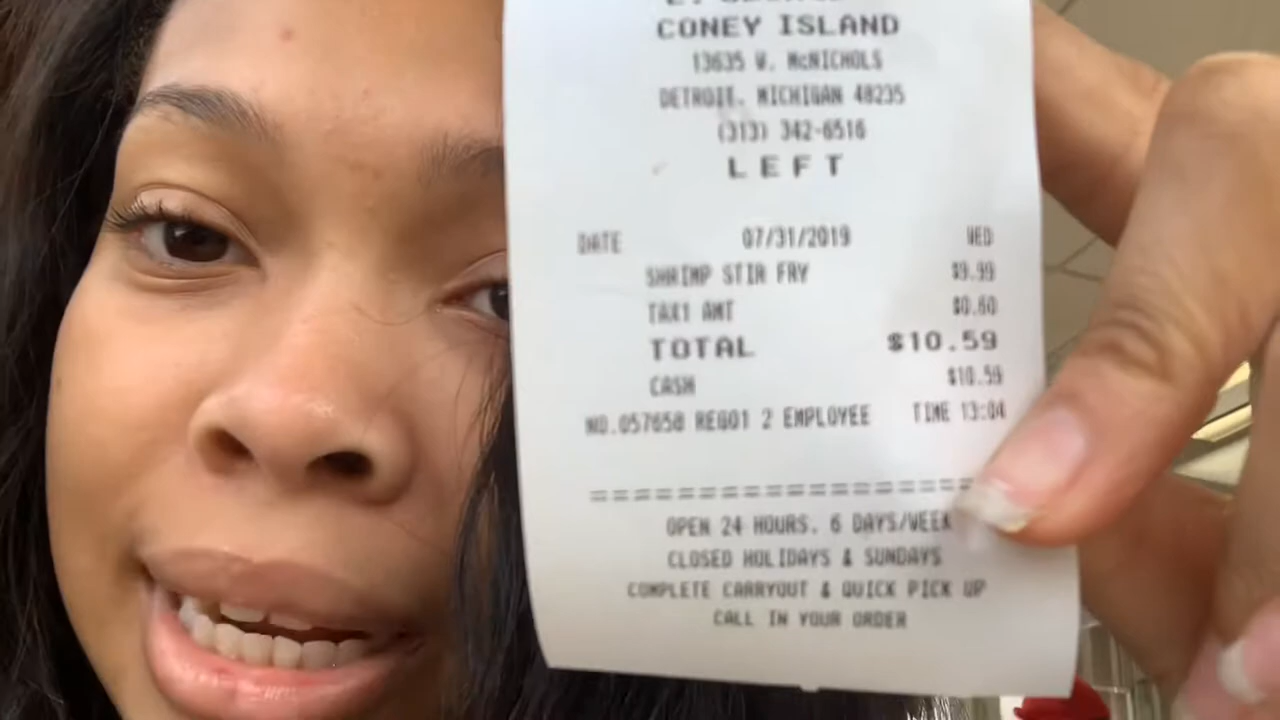 CONEY ISLAND
13635 W. McNICHOLS
DETROIT, MICHIGAN 48235
(313) 342-6516
LEFT
DATE 07/31/2019 WED
SHRIMP STIR FRY $9.99
TAX1 AMT $0.60
TOTAL $10.59
CASH $10.59
NO.057658 REG01 2 EMPLOYEE TIME 13:04
====================
OPEN 24 HOURS. 6 DAYS/WEEK
CLOSED HOLIDAYS & SUNDAYS
COMPLETE CARRYOUT & QUICK PICK UP
CALL IN YOUR ORDER